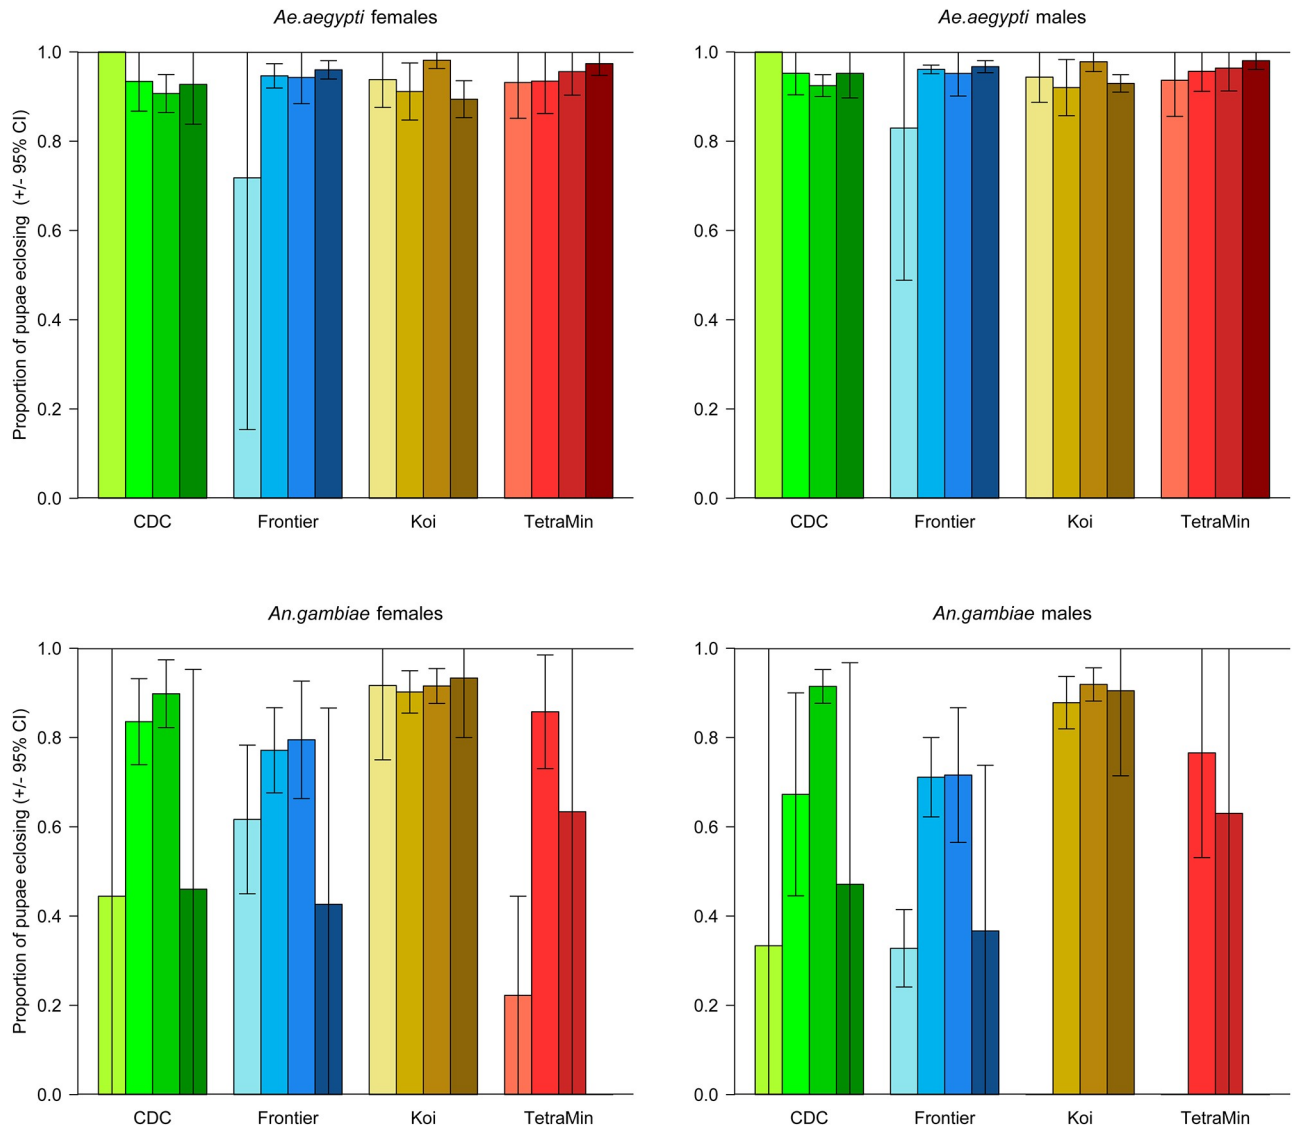 Ae.aegypti females
Ae.aegypti males
Proportion of pupae eclosing (+/- 95% CI)
1.0
0.8
0.6
0.4
0.2
0.0
CDC Frontier Koi TetraMin
1.0
0.8
0.6
0.4
0.2
0.0
CDC Frontier Koi TetraMin
An.gambiae females
An.gambiae males
Proportion of pupae eclosing (+/- 95% CI)
1.0
0.8
0.6
0.4
0.2
0.0
CDC Frontier Koi TetraMin
1.0
0.8
0.6
0.4
0.2
0.0
CDC Frontier Koi TetraMin